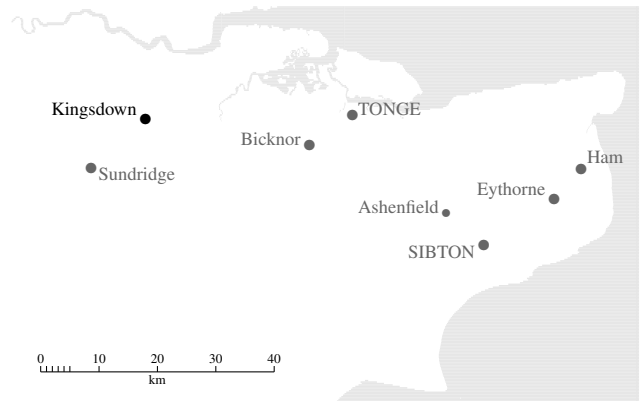 Kingsdown
TONGE
Bicknor
Ham
Sundridge
Eythorne
Ashenfield
SIBTON
0 10 20 30 40
km